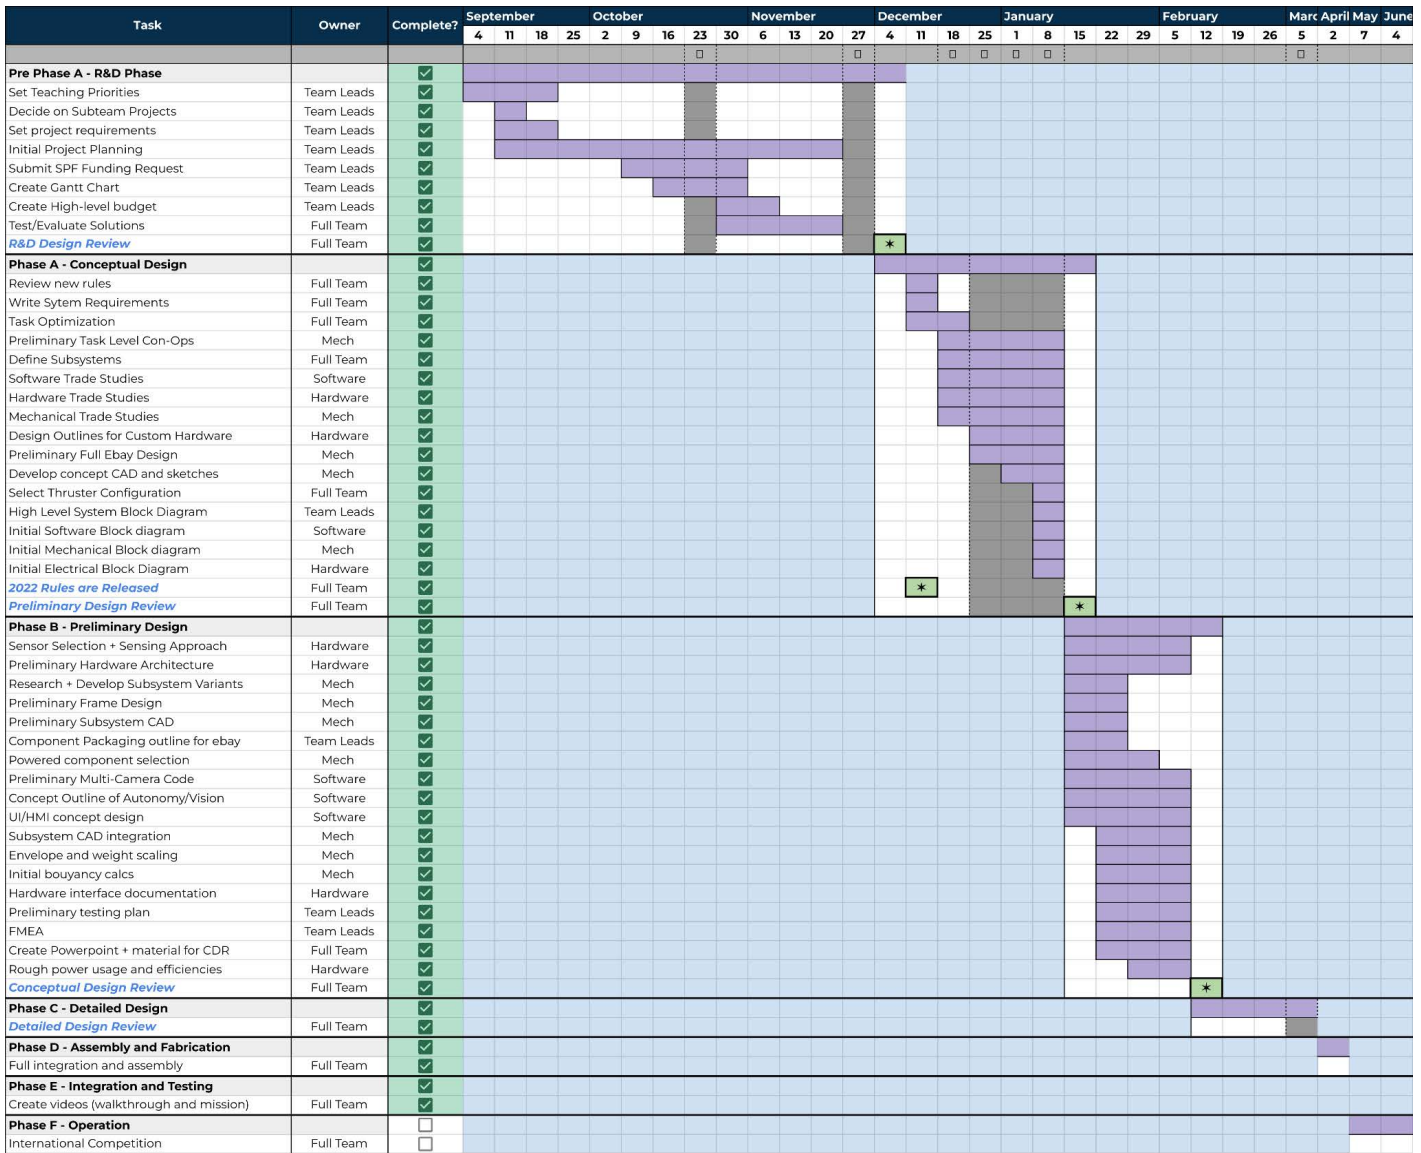 Task Owner Complete? September October November December January February Marc April May June
4 11 18 25 2 9 16 23 30 6 13 20 27 4 11 18 25 1 8 15 22 29 5 12 19 26 5 2 7 4
Pre Phase A - R&D Phase
Set Teaching Priorities Team Leads
Decide on Subteam Projects Team Leads
Set project requirements Team Leads
Initial Project Planning Team Leads
Submit SPF Funding Request Team Leads
Create Gantt Chart Team Leads
Create High-level budget Team Leads
Test/Evaluate Solutions Full Team
R&D Design Review Full Team
Phase A - Conceptual Design
Review new rules Full Team
Write Sytem Requirements Full Team
Task Optimization Full Team
Preliminary Task Level Con-Ops Mech
Define Subsystems Full Team
Software Trade Studies Software
Hardware Trade Studies Hardware
Mechanical Trade Studies Mech
Design Outlines for Custom Hardware Hardware
Preliminary Full Ebay Design Mech
Develop concept CAD and sketches Mech
Select Thruster Configuration Full Team
High Level System Block Diagram Team Leads
Initial Software Block diagram Software
Initial Mechanical Block diagram Mech
Initial Electrical Block Diagram Hardware
2022 Rules are Released Full Team
Preliminary Design Review Full Team
Phase B - Preliminary Design
Sensor Selection + Sensing Approach Hardware
Preliminary Hardware Architecture Hardware
Research + Develop Subsystem Variants Mech
Preliminary Frame Design Mech
Preliminary Subsystem CAD Mech
Component Packaging outline for ebay Team Leads
Powered component selection Mech
Preliminary Multi-Camera Code Software
Concept Outline of Autonomy/Vision Software
UI/HMI concept design Software
Subsystem CAD integration Mech
Envelope and weight scaling Mech
Initial bouyancy calcs Mech
Hardware interface documentation Hardware
Preliminary testing plan Team Leads
FMEA Team Leads
Create Powerpoint + material for CDR Full Team
Rough power usage and efficiencies Hardware
Conceptual Design Review Full Team
Phase C - Detailed Design
Detailed Design Review Full Team
Phase D - Assembly and Fabrication
Full integration and assembly Full Team
Phase E - Integration and Testing
Create videos (walkthrough and mission) Full Team
Phase F - Operation
International Competition Full Team